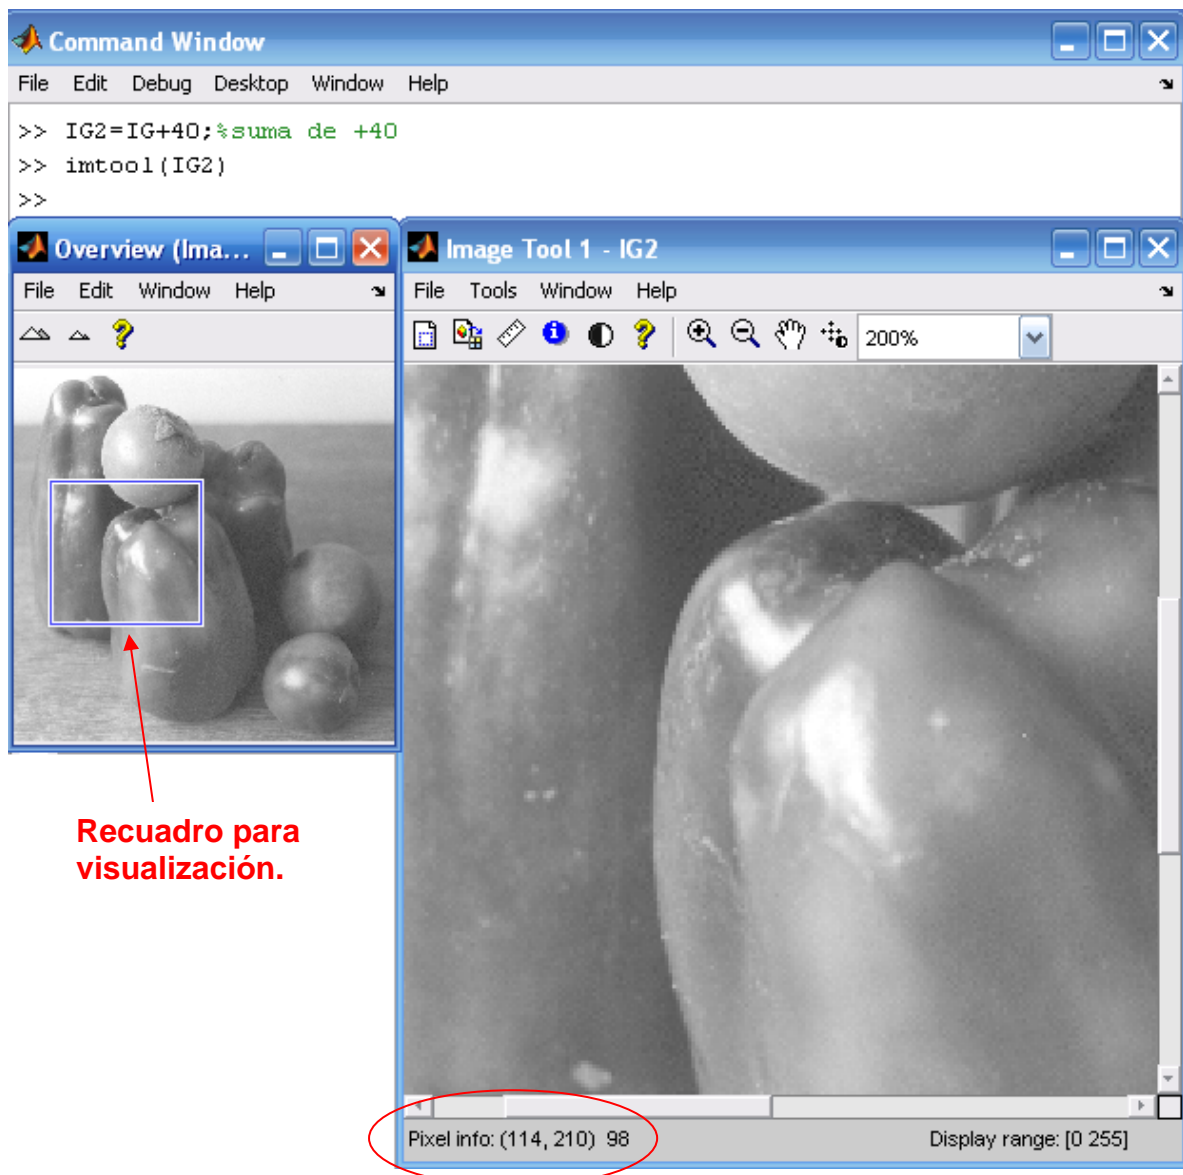 Command Window
File Edit Debug Desktop Window Help
>> IG2=IG+40;%suma de +40
>> imtool(IG2)
>>
Overview (Ima...
File Edit Window Help
Image Tool 1 - IG2
File Tools Window Help
200%
Recuadro para
visualización.
Pixel info: (114, 210) 98
Display range: [0 255]